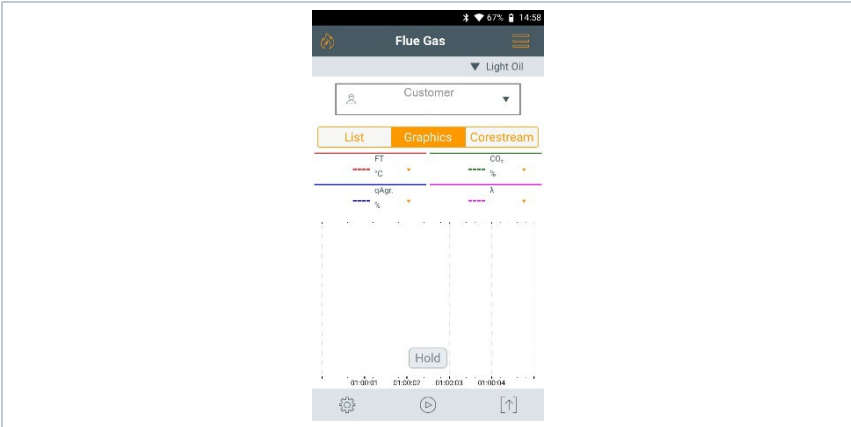 67% 14:58
Flue Gas
Light Oil
Customer
List Graphics Corestream
FT CO₂
---- °C ---- %
qAgr. λ
---- % ----
Hold
01:00:01 01:00:02 01:00:03 01:00:04